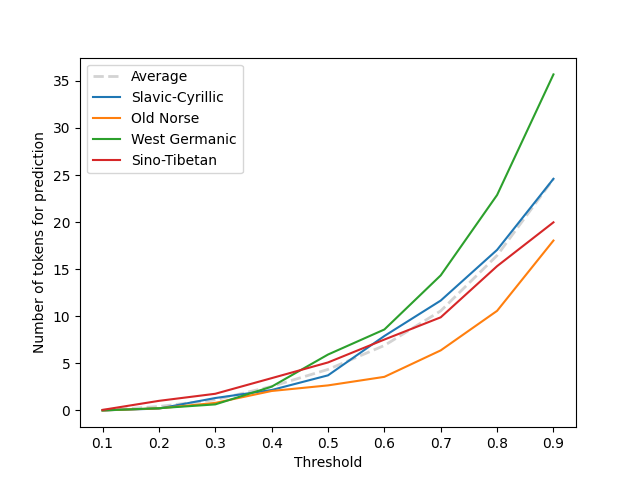 Average
Slavic-Cyrillic
Old Norse
West Germanic
Sino-Tibetan
35
30
25
20
15
10
5
0
Number of tokens for prediction
0.1 0.2 0.3 0.4 0.5 0.6 0.7 0.8 0.9
Threshold